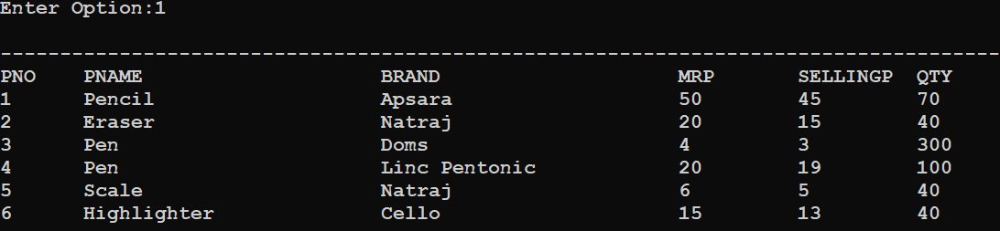 Enter Option:1
------------------------------------------------------------------------------------
PNO PNAME BRAND MRP SELLINGP QTY
1 Pencil Apsara 50 45 70
2 Eraser Natraj 20 15 40
3 Pen Doms 4 3 300
4 Pen Linc Pentonic 20 19 100
5 Scale Natraj 6 5 40
6 Highlighter Cello 15 13 40